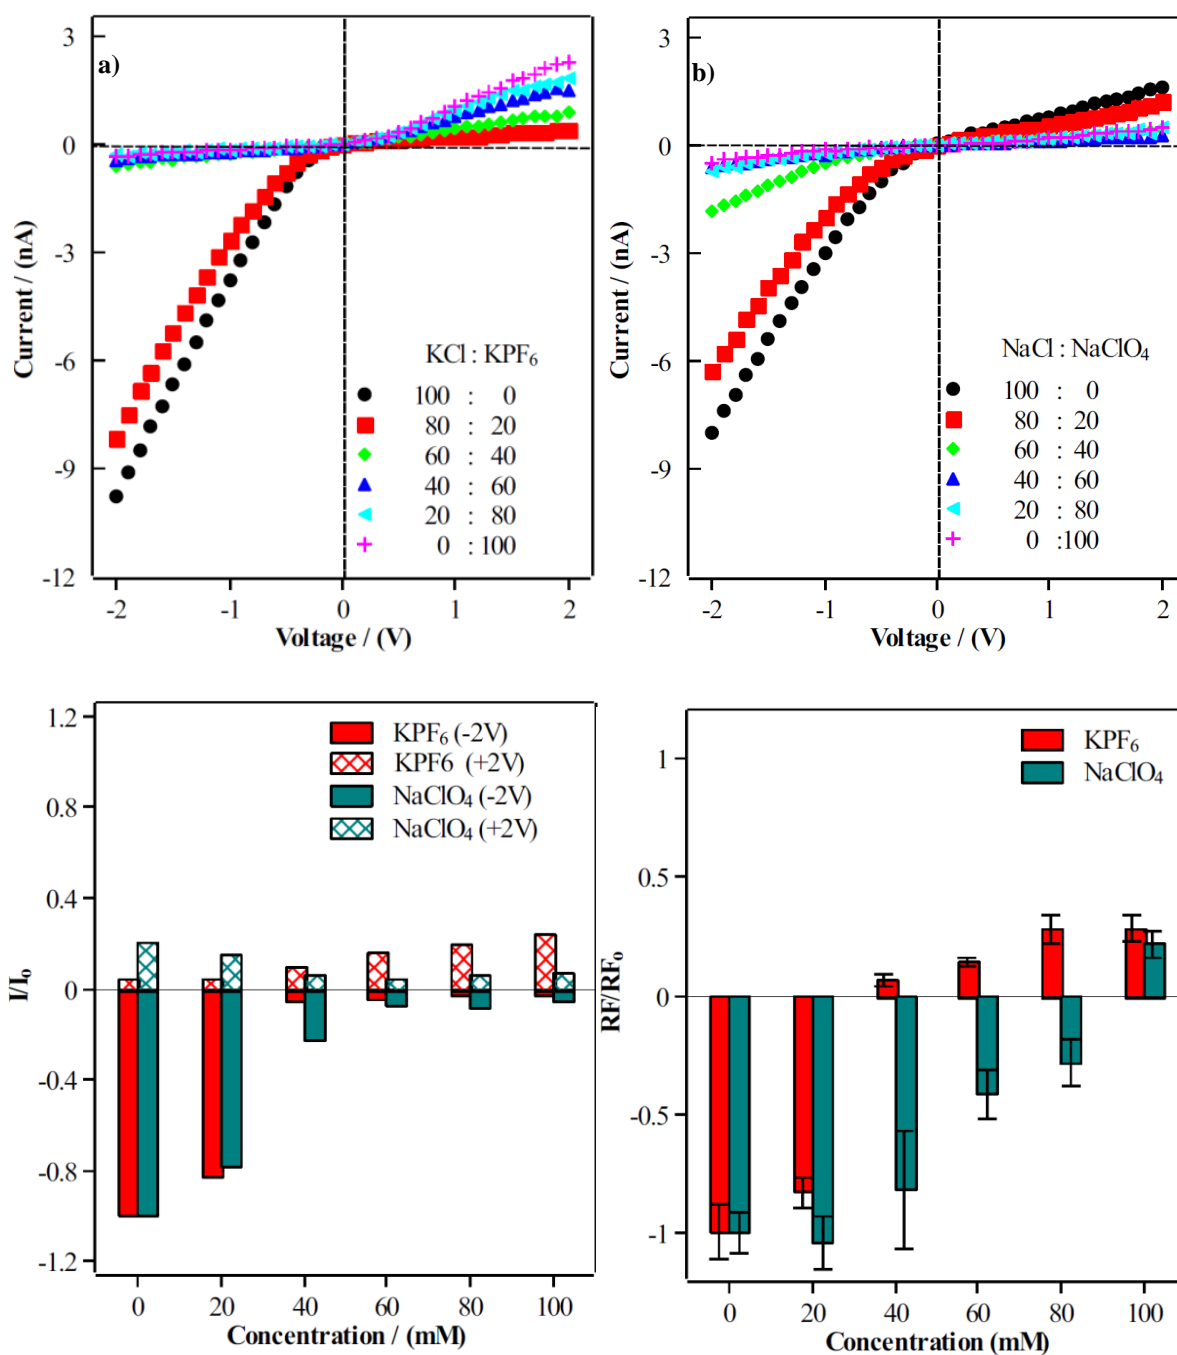 a)
3
0
-3
-6
-9
-12
Current / (nA)
KCl : KPF6
100 : 0
80 : 20
60 : 40
40 : 60
20 : 80
0 : 100
-2 -1 0 1 2
Voltage / (V)
b)
3
0
-3
-6
-9
-12
Current / (nA)
NaCl : NaClO4
100 : 0
80 : 20
60 : 40
40 : 60
20 : 80
0 :100
-2 -1 0 1 2
Voltage / (V)
1.2
0.8
0.4
0
-0.4
-0.8
-1.2
I/Io
KPF6 (-2V)
KPF6 (+2V)
NaClO4 (-2V)
NaClO4 (+2V)
0 20 40 60 80 100
Concentration / (mM)
1
0.5
0
-0.5
-1
RF/RFo
KPF6
NaClO4
0 20 40 60 80 100
Concentration (mM)